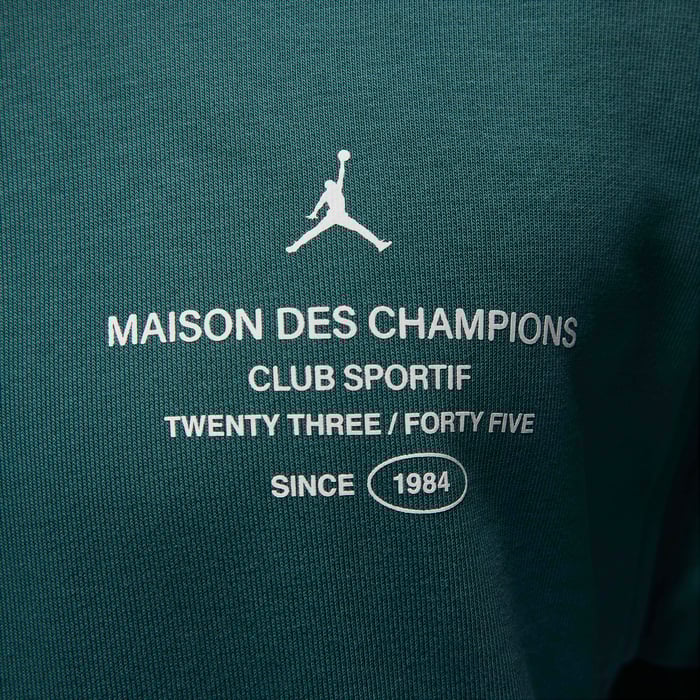 MAISON DES CHAMPIONS
CLUB SPORTIF
TWENTY THREE / FORTY FIVE
SINCE 1984